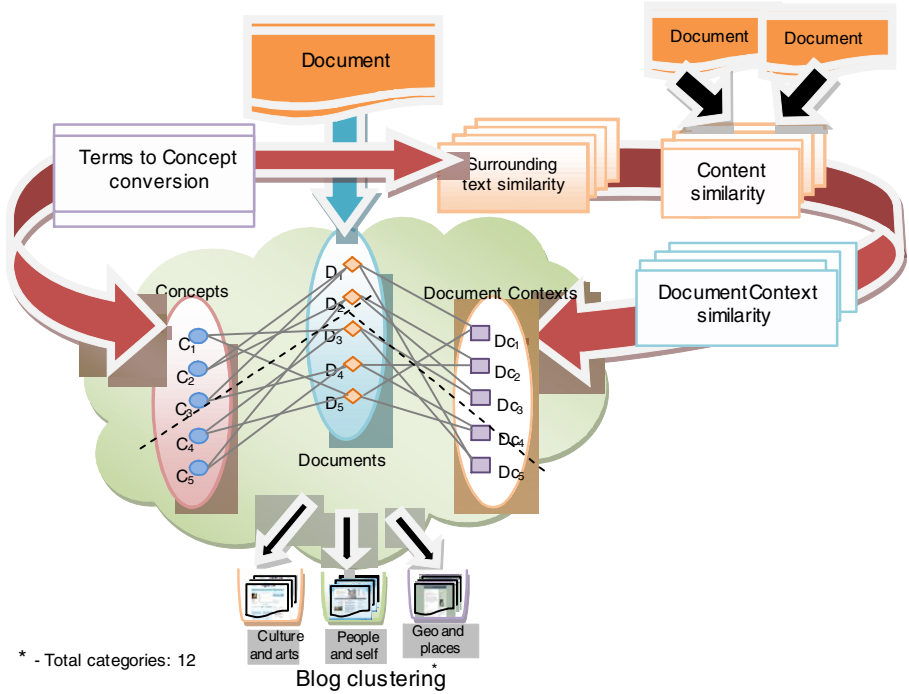 Document
Document
Document
Terms to Concept
conversion
Surrounding
text similarity
Content
similarity
DocumentContext
similarity
Concepts
Document Contexts
Documents
C1
C2
C3
C4
C5
D1
D2
D3
D4
D5
Dc1
Dc2
Dc3
Dc4
Dc5
Culture
and arts
People
and self
Geo and
places
* - Total categories: 12
Blog clustering*